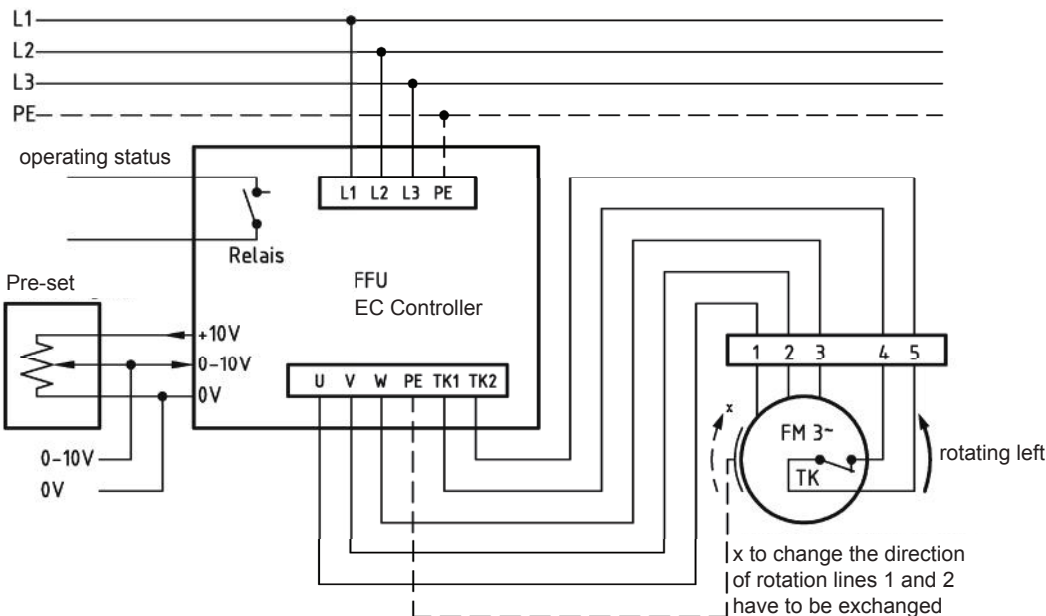 L1
L2
L3
PE
operating status
L1 L2 L3 PE
Relais
Pre-set
FFU
EC Controller
+10V
0-10V
0V
U V W PE TK1 TK2
1 2 3 4 5
x
FM 3~
TK
rotating left
0-10V
0V
x to change the direction
of rotation lines 1 and 2
have to be exchanged